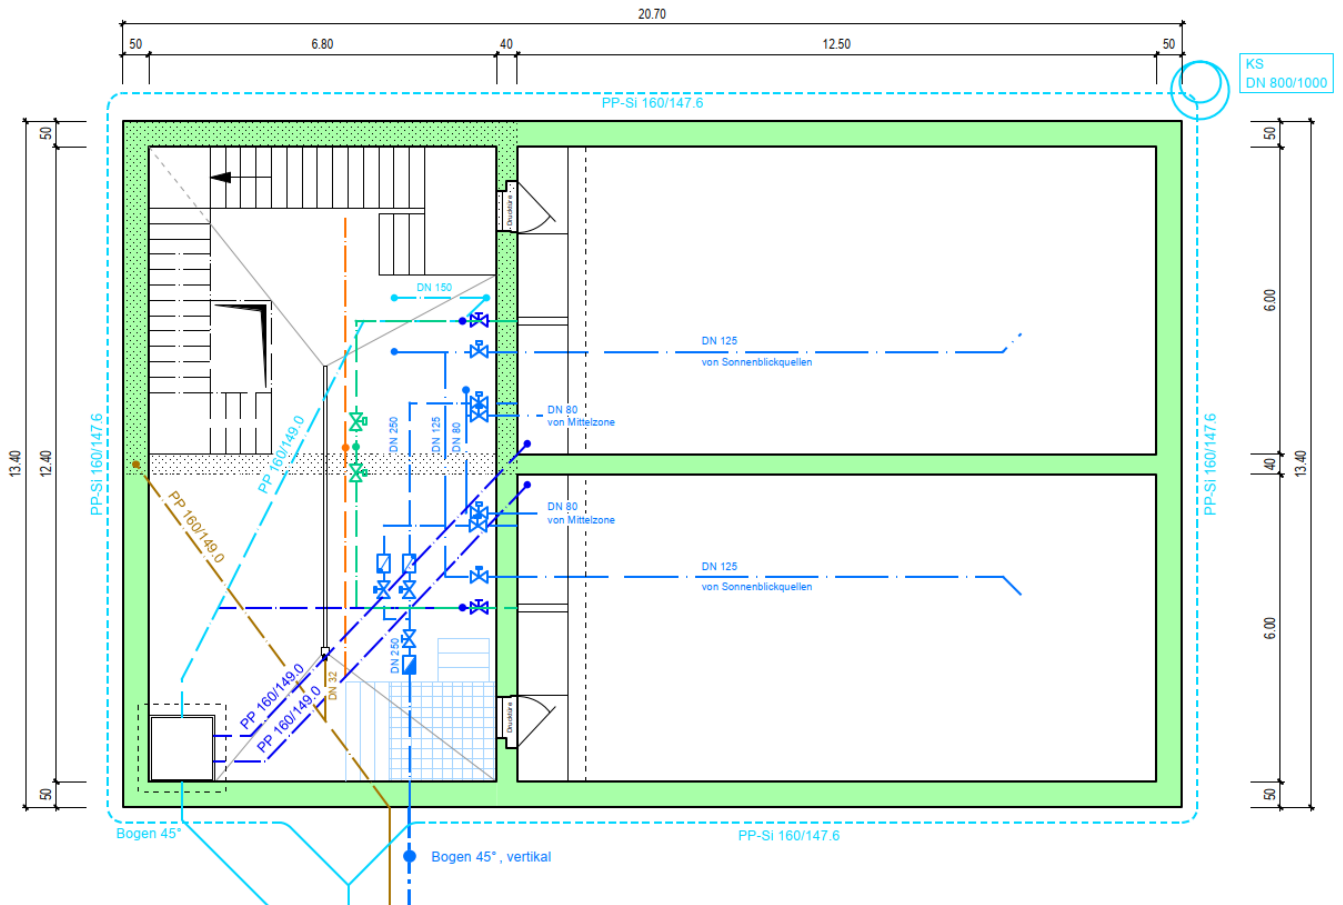 20.70
50
6.80
40
12.50
50
KS
DN 800/1000
PP-Si 160/147.6
50
50
Drucktüre
DN 150
6.00
DN 125
von Sonnenblickquellen
DN 80
von Mittelzone
DN 250
DN 125
DN 80
PP 160/149.0
PP-Si 160/147.6
PP-Si 160/147.6
13.40
12.40
40
13.40
PP 160/149.0
DN 80
von Mittelzone
DN 125
von Sonnenblickquellen
6.00
DN 250
DN 32
PP 160/149.0
PP 160/149.0
Drucktüre
50
50
Bogen 45°
PP-Si 160/147.6
Bogen 45° , vertikal